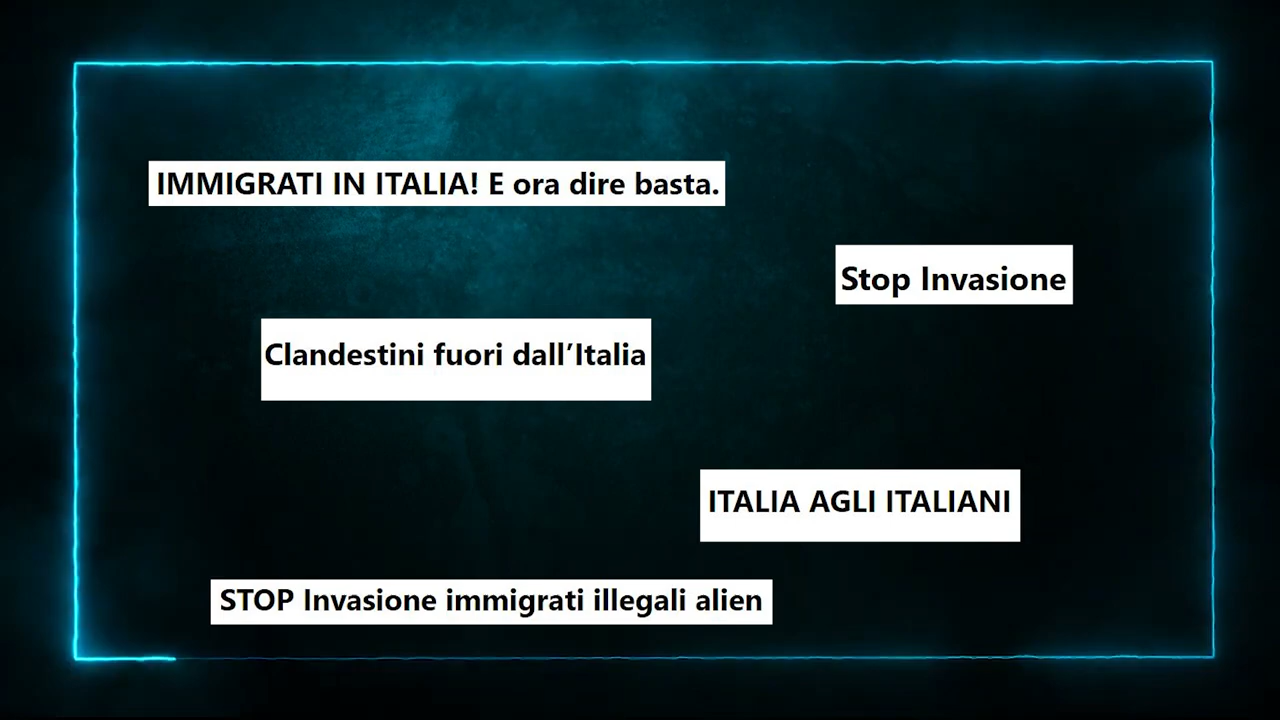 IMMIGRATI IN ITALIA! E ora dire basta.
Stop Invasione
Clandestini fuori dall’Italia
ITALIA AGLI ITALIANI
STOP Invasione immigrati illegali alien